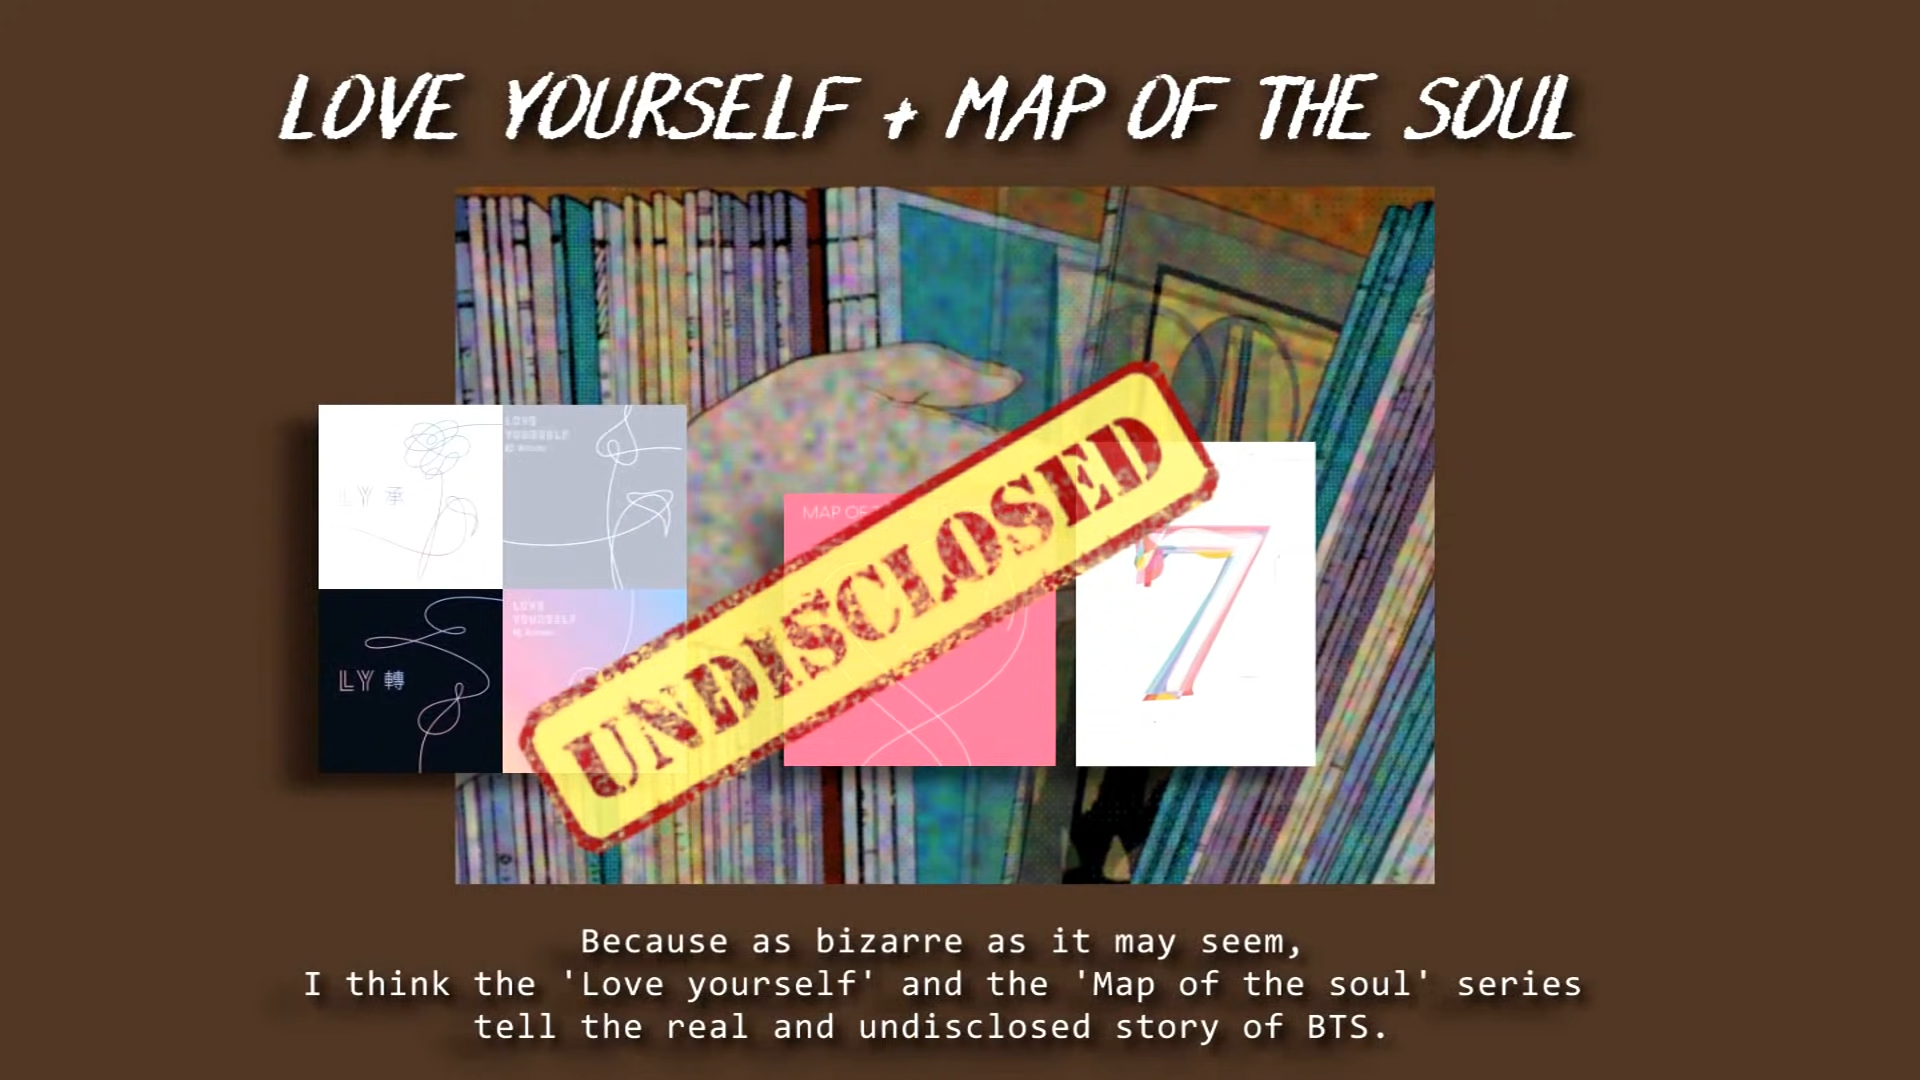 LOVE YOURSELF + MAP OF THE SOUL
LY 承
LOVE
YOURSELF
LY 轉
LOVE
YOURSELF
MAP OF
7
UNDISCLOSED
Because as bizarre as it may seem,
I think the 'Love yourself' and the 'Map of the soul' series
tell the real and undisclosed story of BTS.